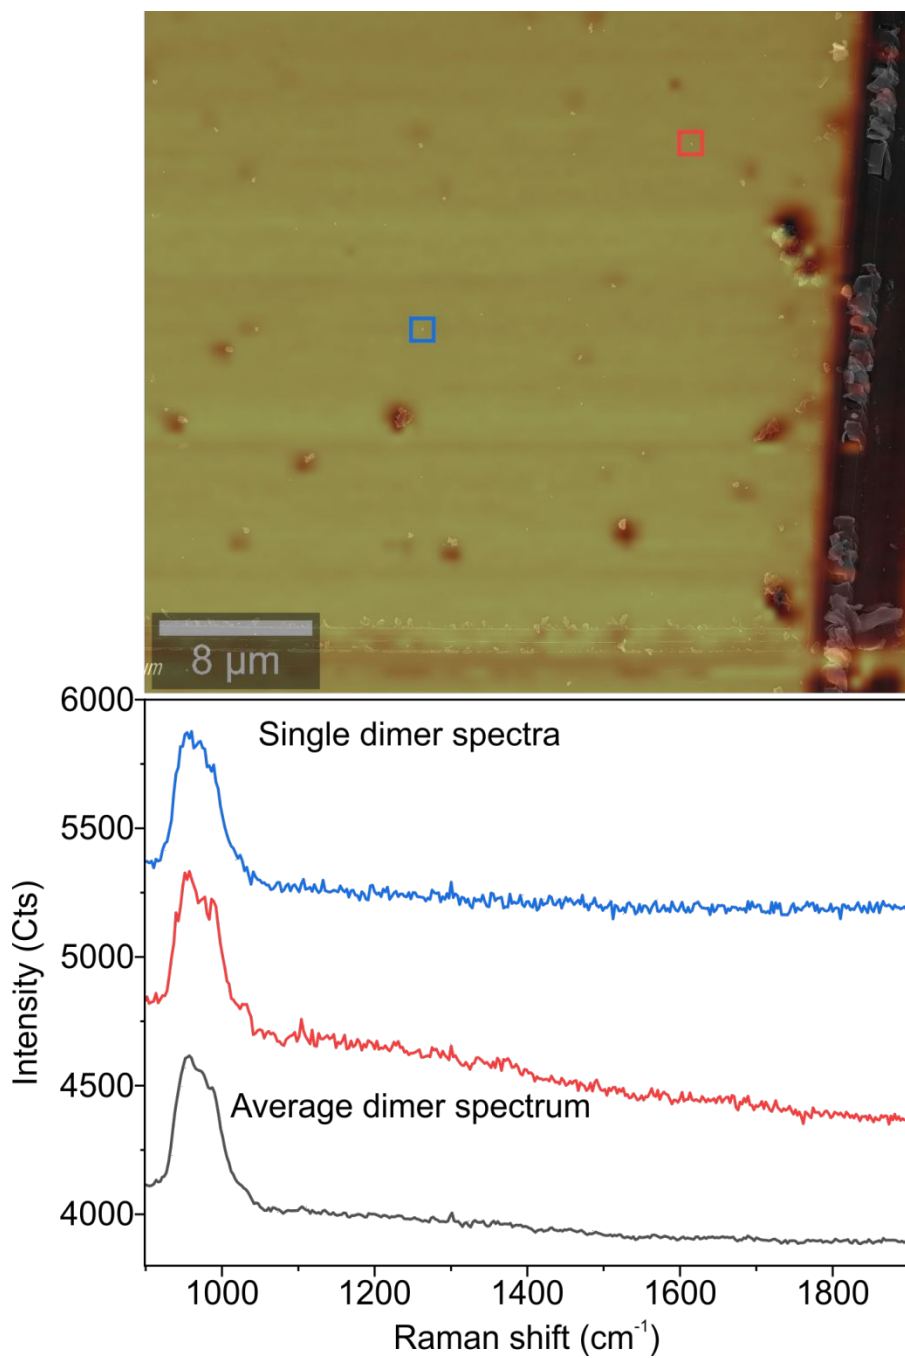 8 µm
µm
6000
Single dimer spectra
5500
5000
4500
Average dimer spectrum
4000
Intensity (Cts)
1000 1200 1400 1600 1800
Raman shift (cm⁻¹)